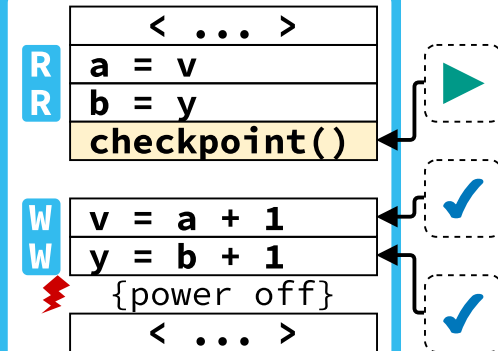 < ... >
R a = v
R b = y
checkpoint()
W v = a + 1
W y = b + 1
{power off}
< ... >